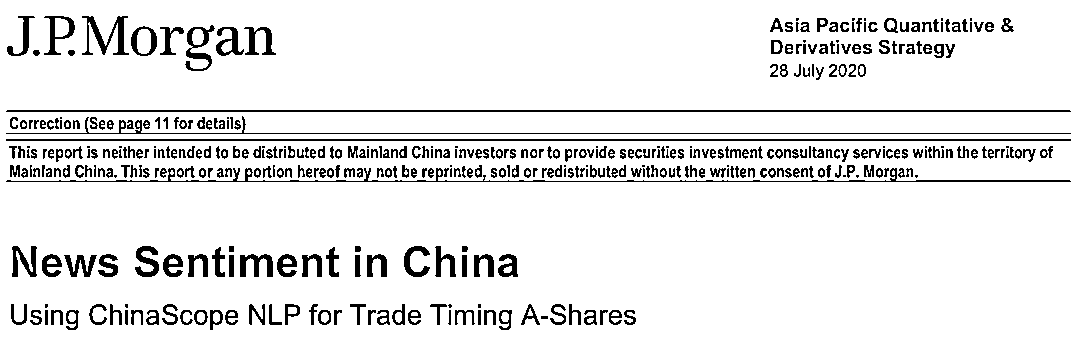 J.P.Morgan
Asia Pacific Quantitative &
Derivatives Strategy
28 July 2020
Correction (See page 11 for details)
This report is neither intended to be distributed to Mainland China investors nor to provide securities investment consultancy services within the territory of
Mainland China. This report or any portion hereof may not be reprinted, sold or redistributed without the written consent of J.P. Morgan.
News Sentiment in China
Using ChinaScope NLP for Trade Timing A-Shares